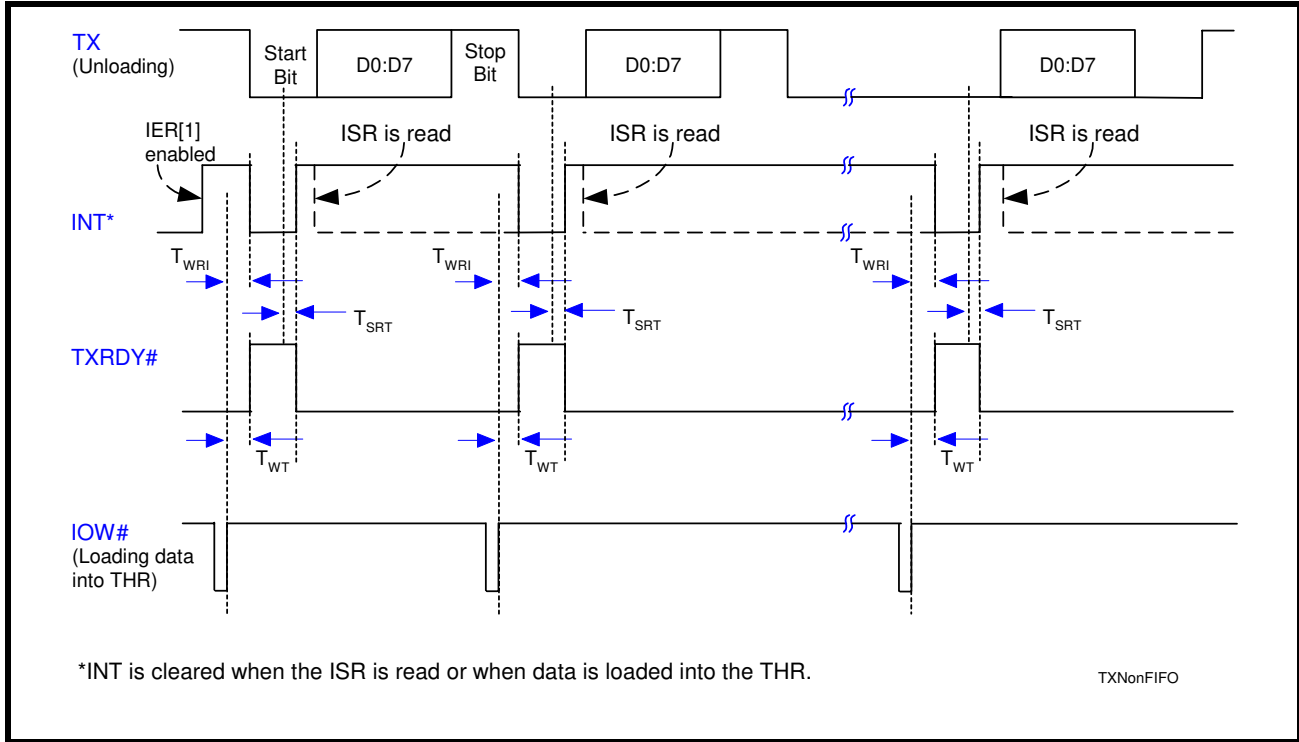 TX
(Unloading)
Start
Bit
D0:D7
Stop
Bit
D0:D7
D0:D7
IER[1]
enabled
ISR is read
ISR is read
ISR is read
INT*
TWRI
TWRI
TWRI
TSRT
TSRT
TSRT
TXRDY#
TWT
TWT
TWT
IOW#
(Loading data
into THR)
*INT is cleared when the ISR is read or when data is loaded into the THR.
TXNonFIFO